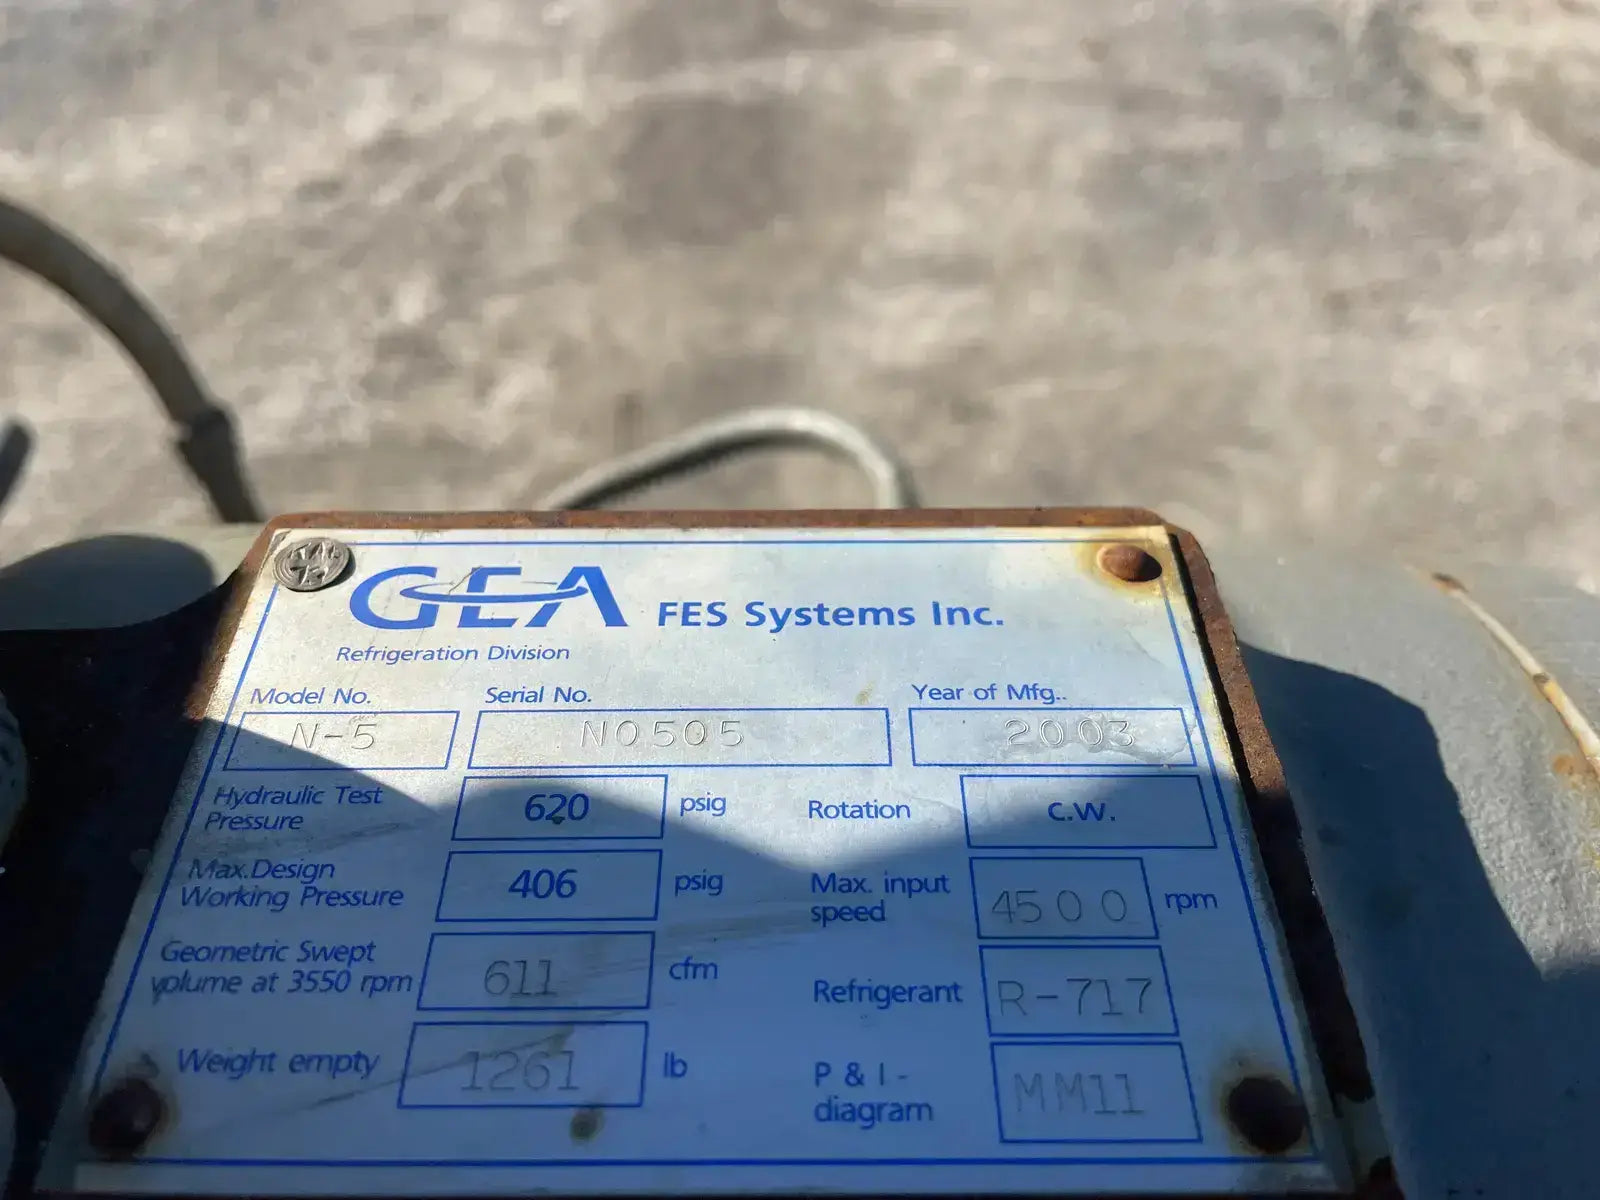 GEA FES Systems Inc.
Refrigeration Division
Model No. Serial No. Year of Mfg..
N-5 N0505 2003
Hydraulic Test Pressure 620 psig Rotation C.W.
Max.Design Working Pressure 406 psig Max. input speed 4500 rpm
Geometric Swept volume at 3550 rpm 611 cfm Refrigerant R-717
Weight empty 1261 lb P & I - diagram MM11